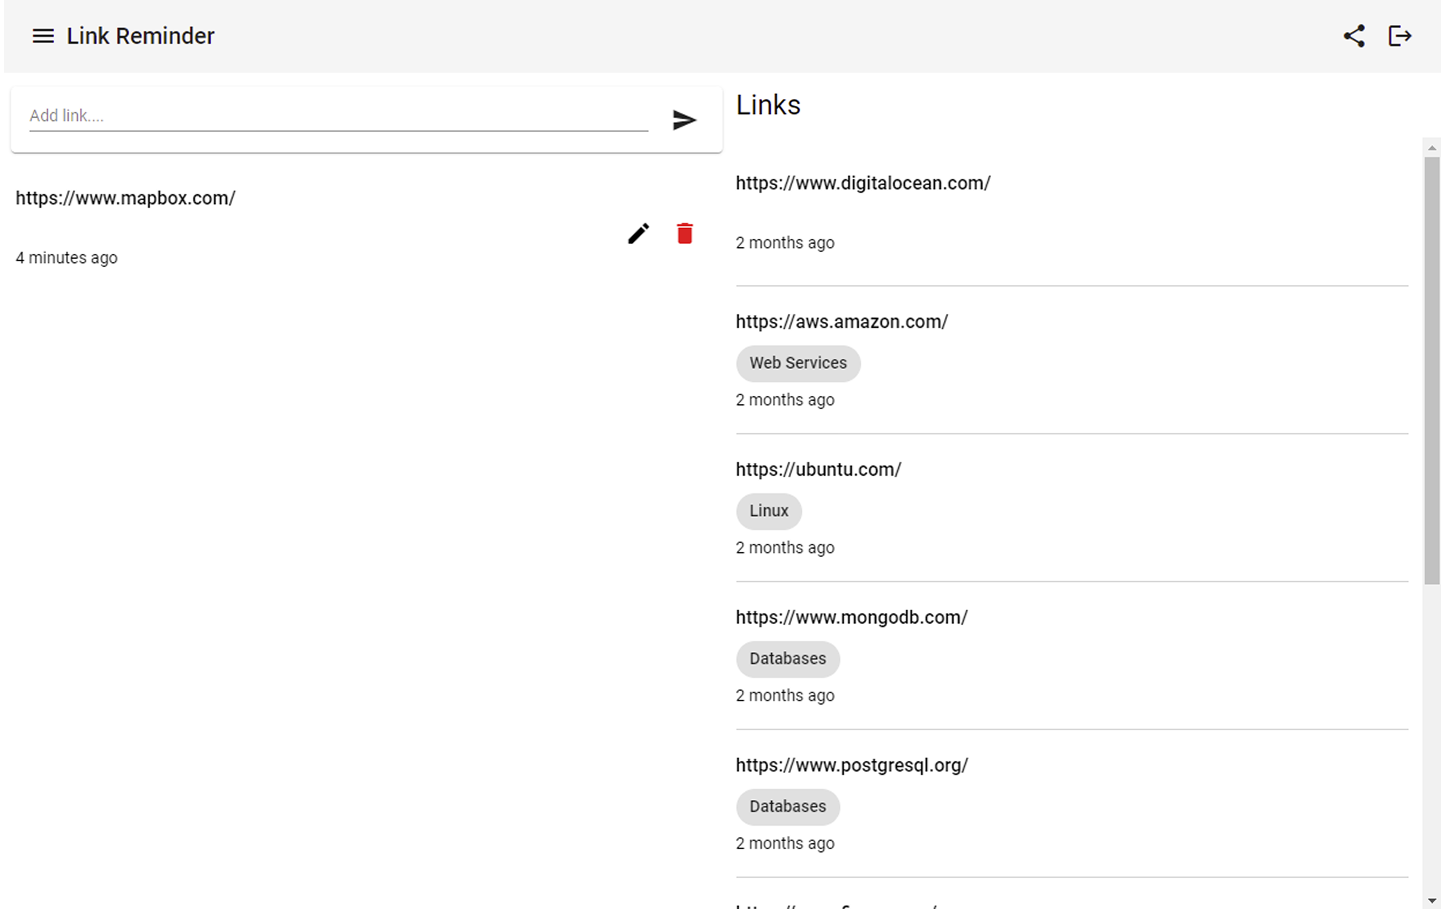 Link Reminder
Add link....
https://www.mapbox.com/
4 minutes ago
Links
https://www.digitalocean.com/
2 months ago
https://aws.amazon.com/
Web Services
2 months ago
https://ubuntu.com/
Linux
2 months ago
https://www.mongodb.com/
Databases
2 months ago
https://www.postgresql.org/
Databases
2 months ago